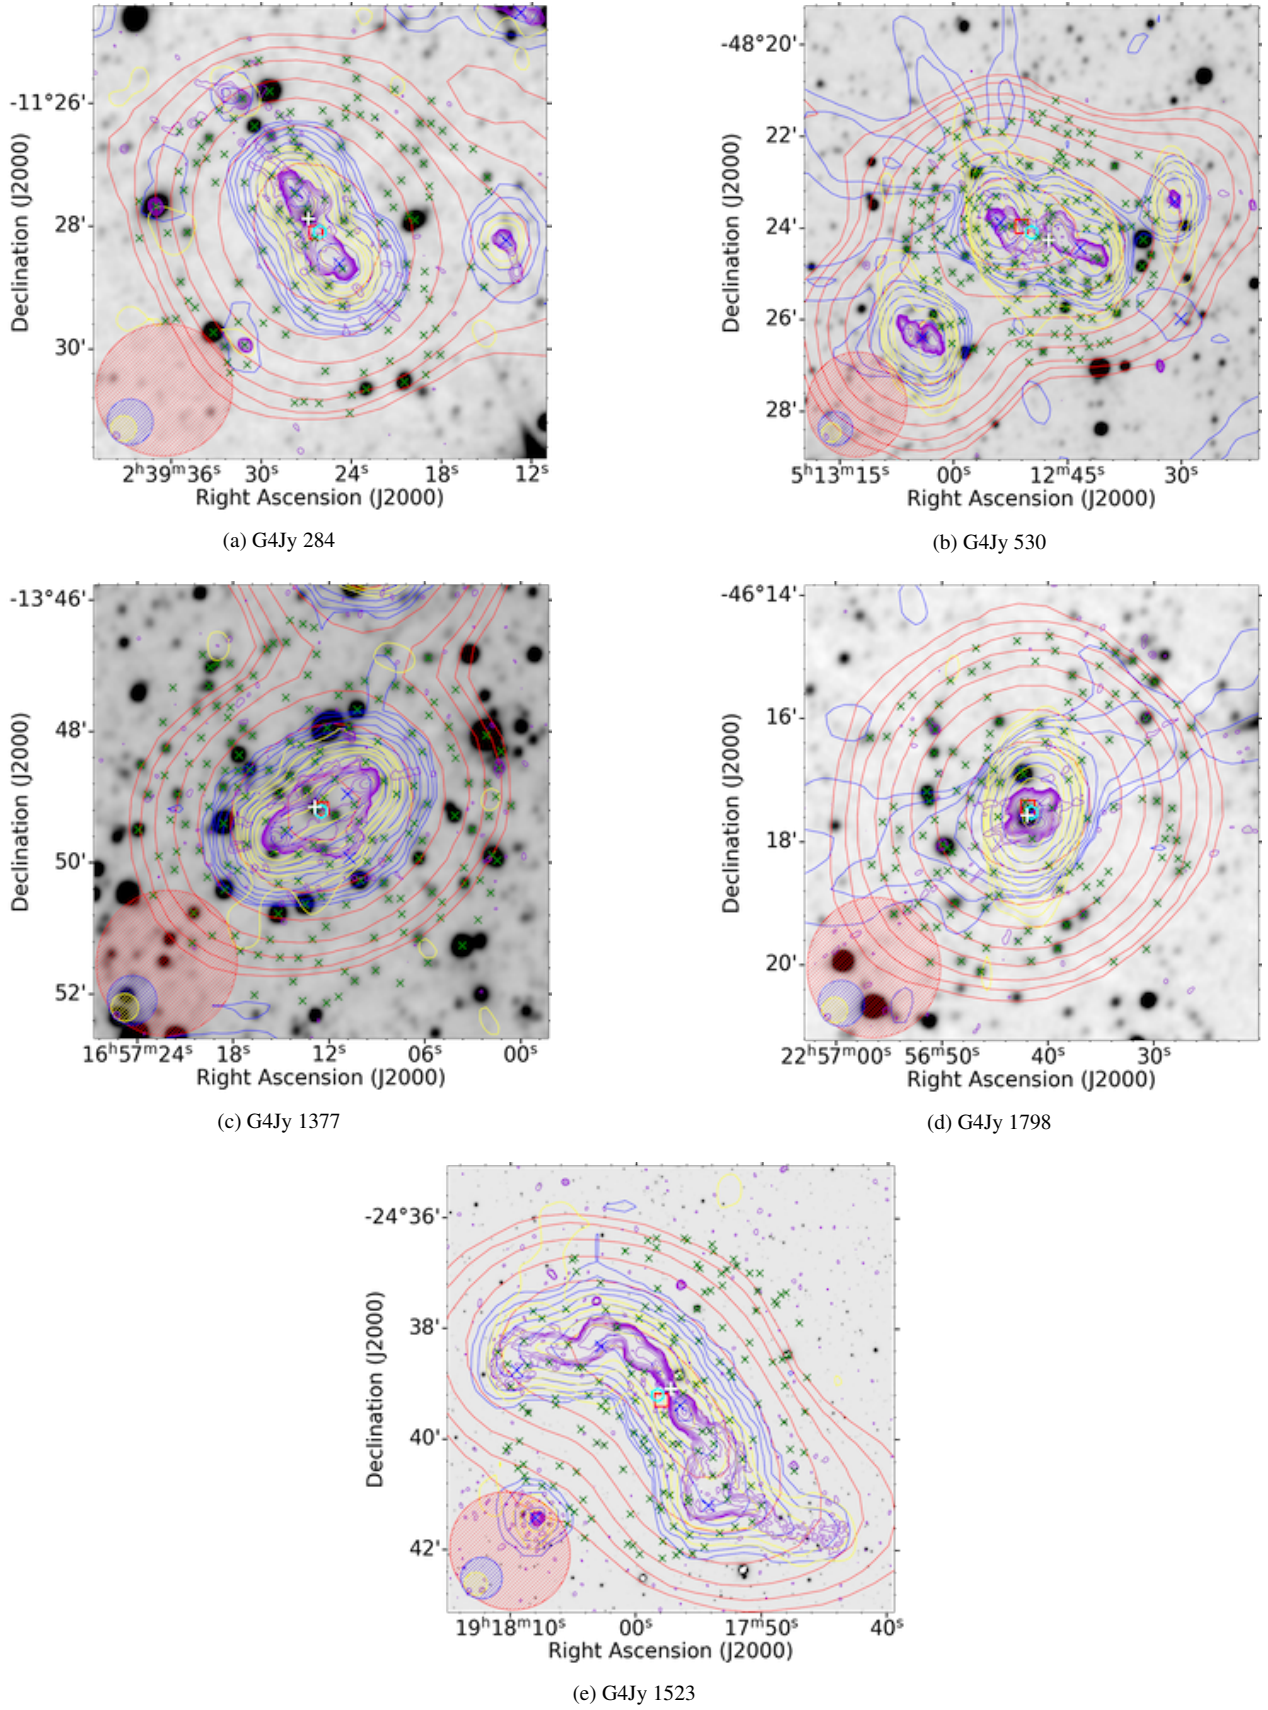 -11°26'
28'
30'
Declination (J2000)
2ʰ39ᵐ36ˢ 30ˢ 24ˢ 18ˢ 12ˢ
Right Ascension (J2000)
(a) G4Jy 284
-48°20'
22'
24'
26'
28'
Declination (J2000)
5ʰ13ᵐ15ˢ 00ˢ 12ᵐ45ˢ 30ˢ
Right Ascension (J2000)
(b) G4Jy 530
-13°46'
48'
50'
52'
Declination (J2000)
16ʰ57ᵐ24ˢ 18ˢ 12ˢ 06ˢ 00ˢ
Right Ascension (J2000)
(c) G4Jy 1377
-46°14'
16'
18'
20'
Declination (J2000)
22ʰ57ᵐ00ˢ 56ᵐ50ˢ 40ˢ 30ˢ
Right Ascension (J2000)
(d) G4Jy 1798
-24°36'
38'
40'
42'
Declination (J2000)
19ʰ18ᵐ10ˢ 00ˢ 17ᵐ50ˢ 40ˢ
Right Ascension (J2000)
(e) G4Jy 1523